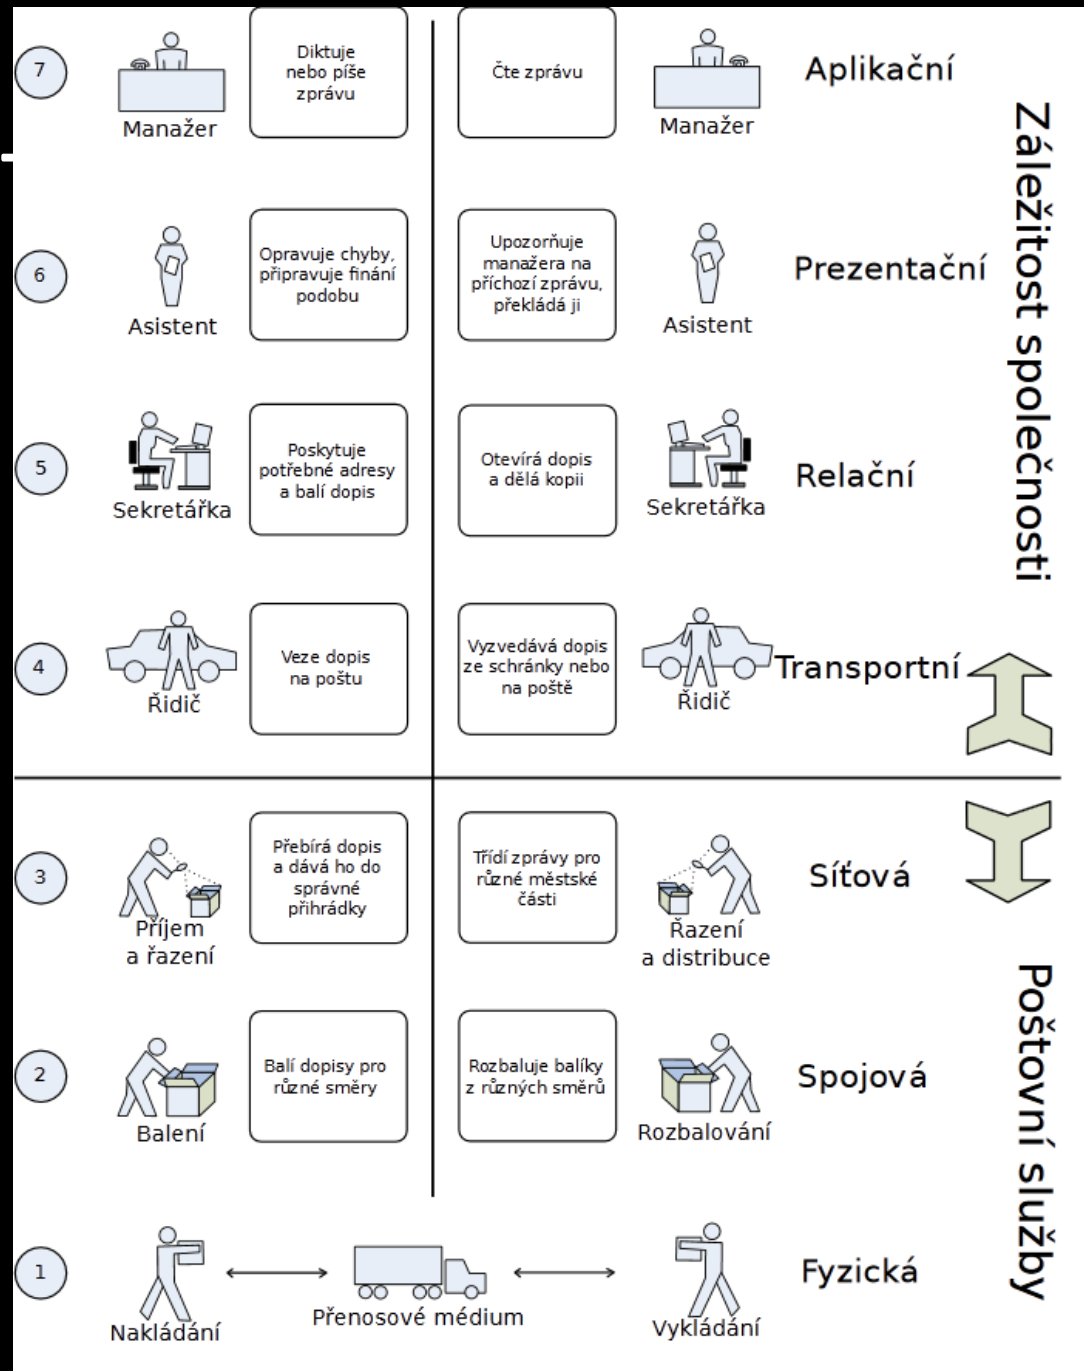 7
Manažer
Diktuje
nebo píše
zprávu
Čte zprávu
Manažer
Aplikační
6
Asistent
Opravuje chyby,
připravuje finání
podobu
Upozorňuje
manažera na
příchozí zprávu,
překládá ji
Asistent
Prezentační
5
Sekretářka
Poskytuje
potřebné adresy
a balí dopis
Otevírá dopis
a dělá kopii
Sekretářka
Relační
4
Řidič
Veze dopis
na poštu
Vyzvedává dopis
ze schránky nebo
na poště
Řidič
Transportní
Záležitost společnosti
3
Příjem
a řazení
Přebírá dopis
a dává ho do
správné
přihrádky
Třídí zprávy pro
různé městské
části
Řazení
a distribuce
Síťová
2
Balení
Balí dopisy pro
různé směry
Rozbaluje balíky
z různých směrů
Rozbalování
Spojová
1
Nakládání
Přenosové médium
Vykládání
Fyzická
Poštovní služby